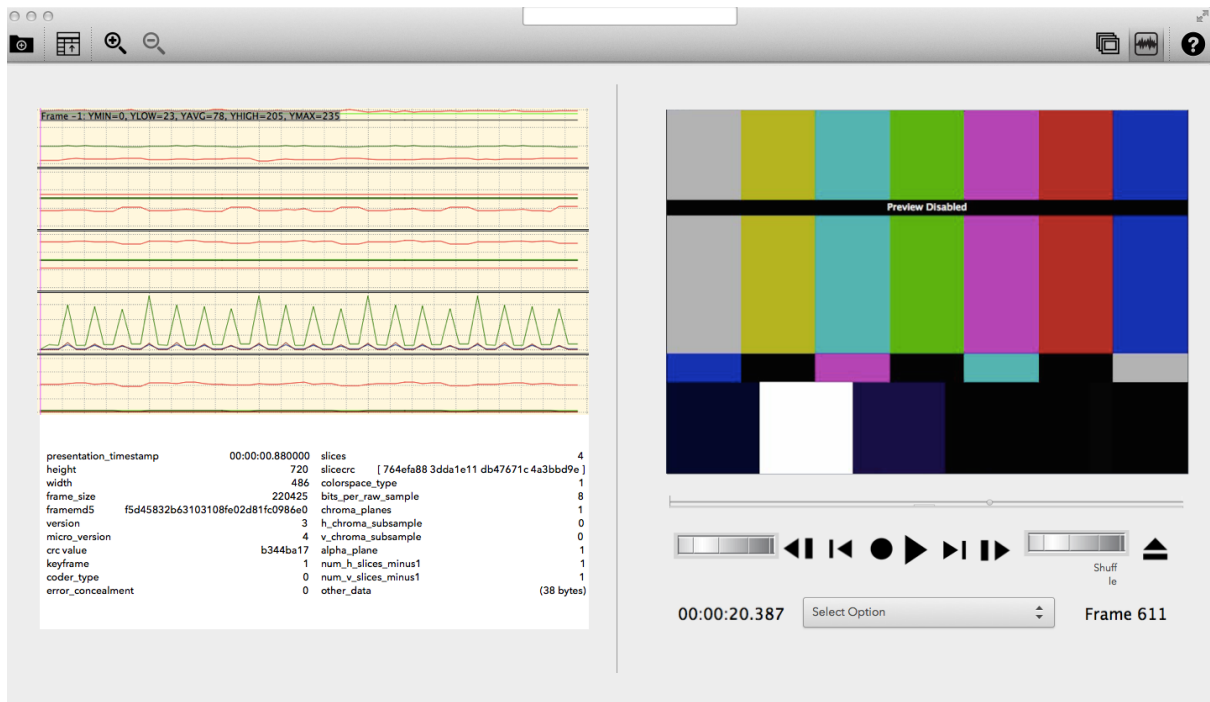 Frame -1: YMIN=0, YLOW=23, YAVG=78, YHIGH=205, YMAX=235
Preview Disabled
presentation_timestamp 00:00:00.880000 slices 4
height 720 slicecrc [ 764efa88 3dda1e11 db47671c 4a3bbd9e ]
width 486 colorspace_type 1
frame_size 220425 bits_per_raw_sample 8
framemd5 f5d45832b63103108fe02d81fc0986e0 chroma_planes 1
version 3 h_chroma_subsample 0
micro_version 4 v_chroma_subsample 0
crc value b344ba17 alpha_plane 1
keyframe 1 num_h_slices_minus1 1
coder_type 0 num_v_slices_minus1 1
error_concealment 0 other_data (38 bytes)
Shuff
le
00:00:20.387 Select Option Frame 611